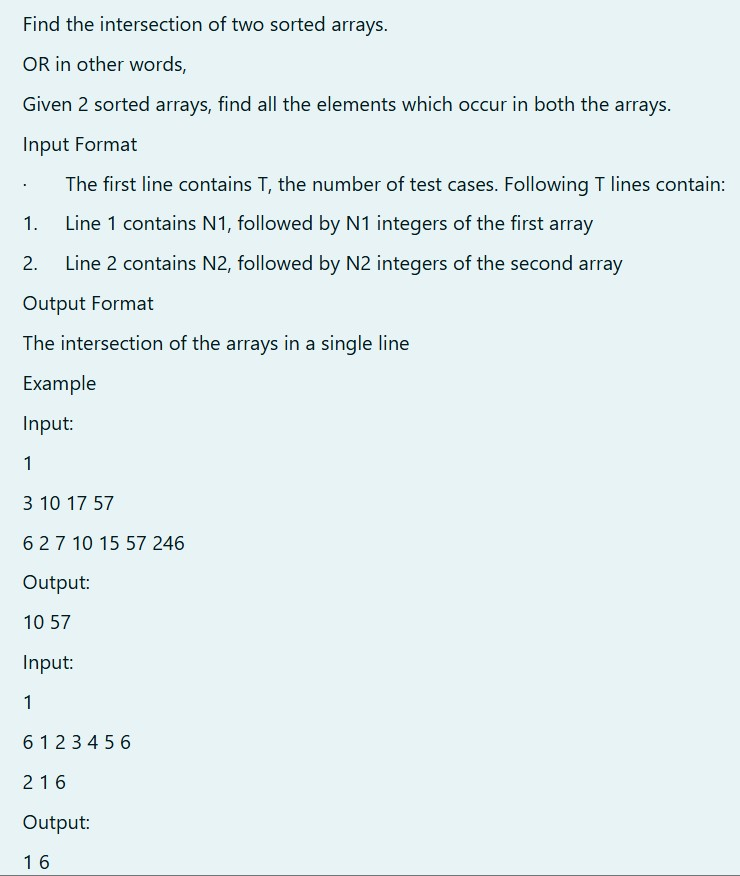 Find the intersection of two sorted arrays.
OR in other words,
Given 2 sorted arrays, find all the elements which occur in both the arrays.
Input Format
· The first line contains T, the number of test cases. Following T lines contain:
1. Line 1 contains N1, followed by N1 integers of the first array
2. Line 2 contains N2, followed by N2 integers of the second array
Output Format
The intersection of the arrays in a single line
Example
Input:
1
3 10 17 57
6 2 7 10 15 57 246
Output:
10 57
Input:
1
6 1 2 3 4 5 6
2 1 6
Output:
1 6